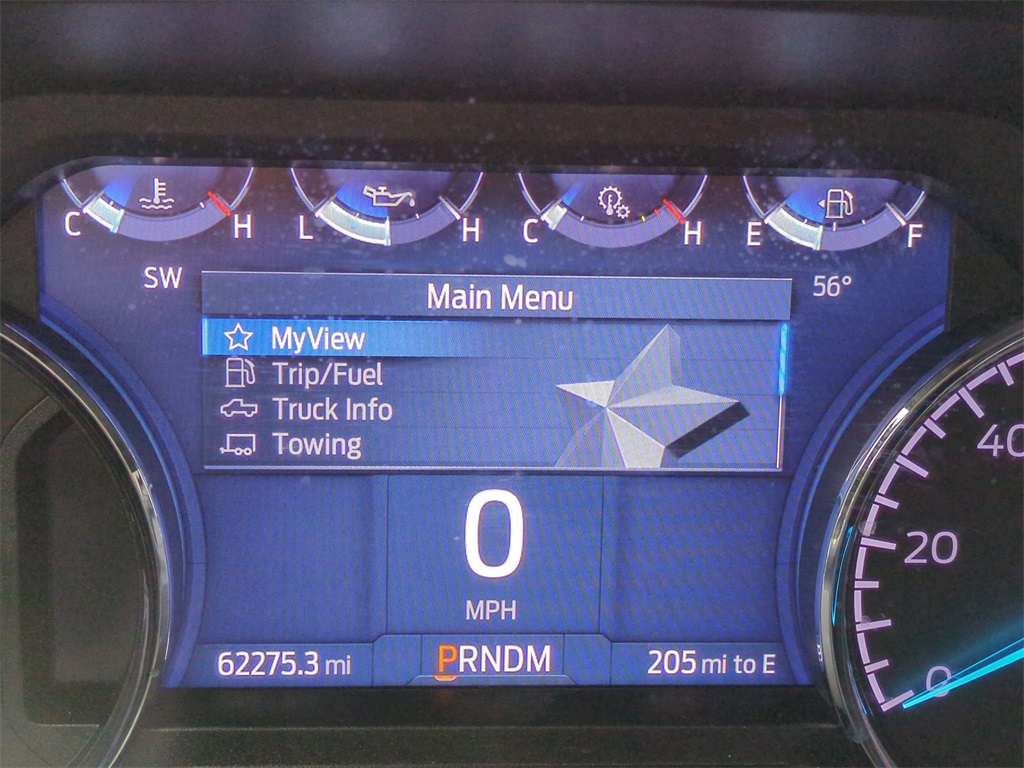 C H L H C H E F
SW
56°
Main Menu
MyView
Trip/Fuel
Truck Info
Towing
0
MPH
62275.3 mi
PRNDM
205 mi to E
40
20
0